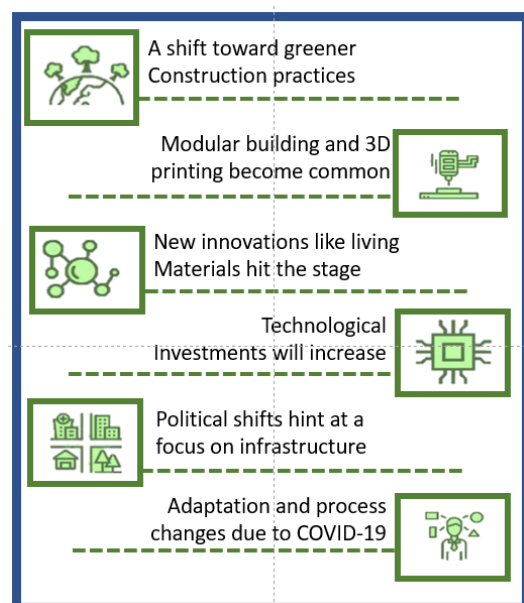 A shift toward greener
Construction practices
Modular building and 3D
printing become common
New innovations like living
Materials hit the stage
Technological
Investments will increase
Political shifts hint at a
focus on infrastructure
Adaptation and process
changes due to COVID-19